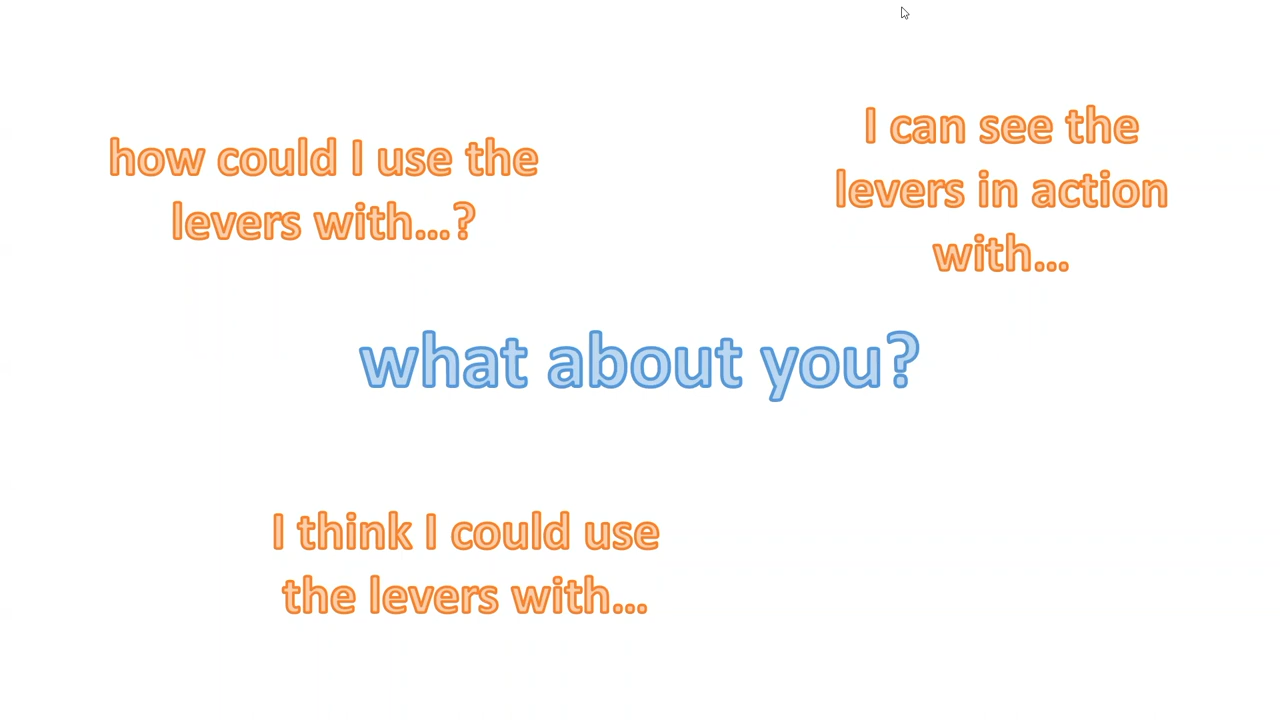 how could I use the
levers with...?
I can see the
levers in action
with...
what about you?
I think I could use
the levers with...